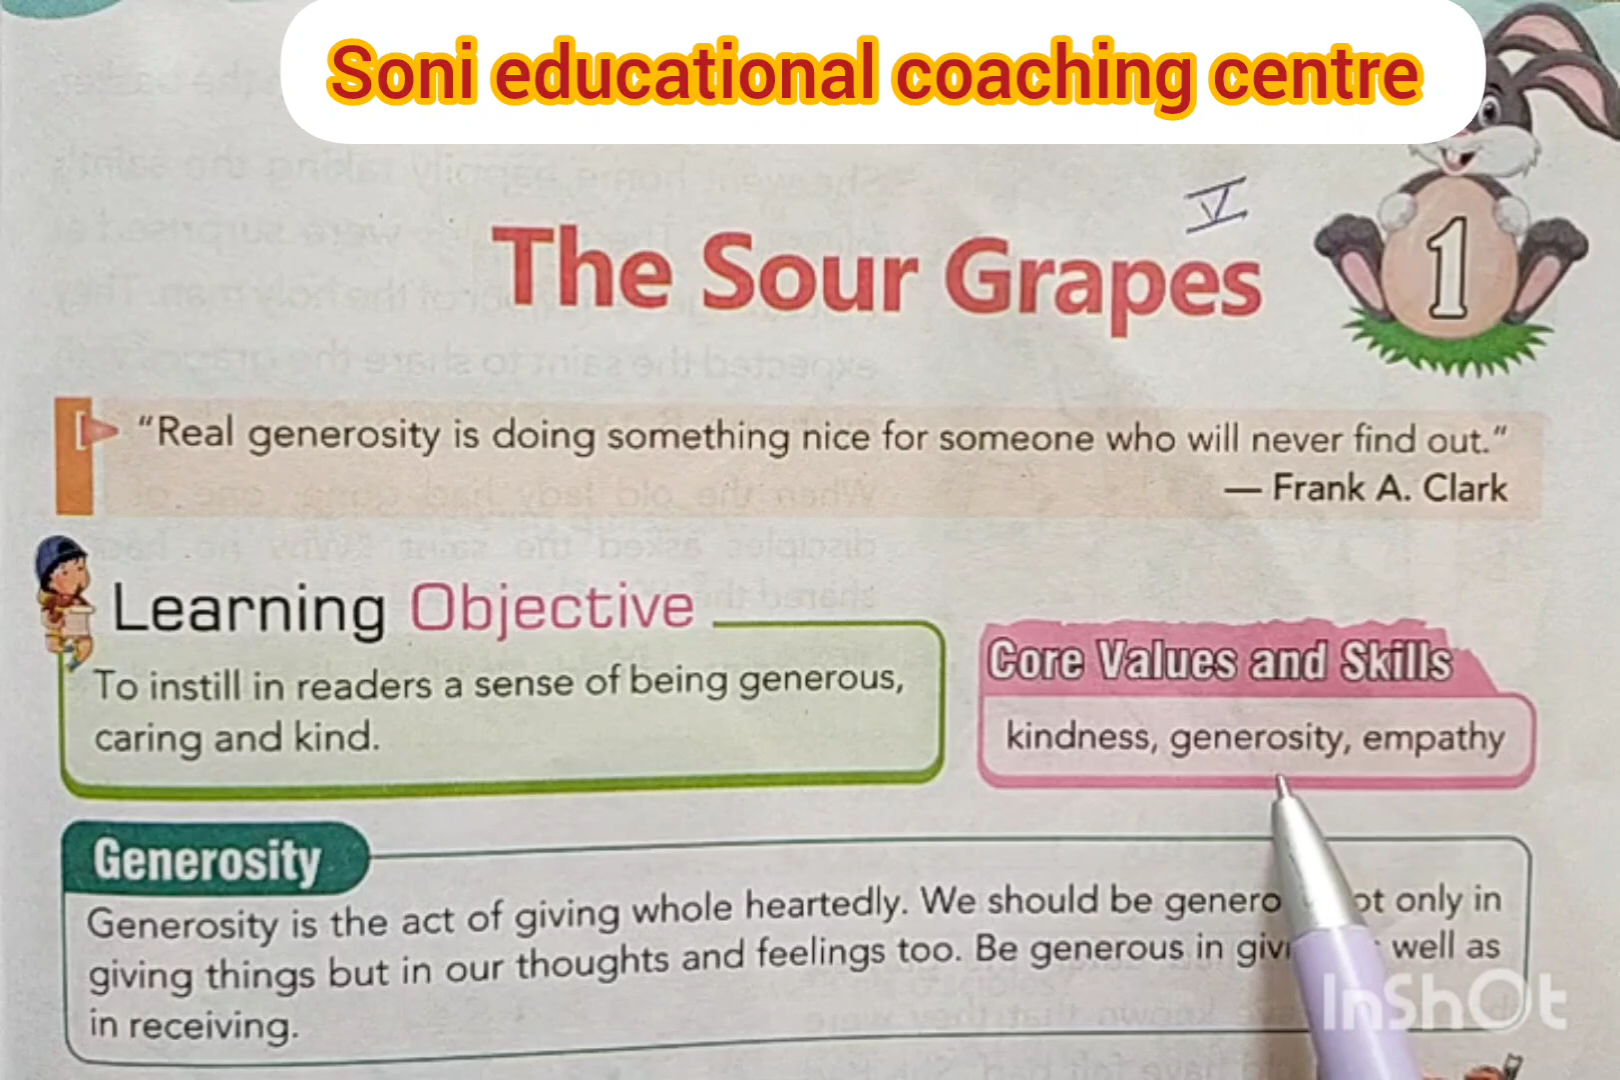 Soni educational coaching centre
V
The Sour Grapes
1
“Real generosity is doing something nice for someone who will never find out.”
— Frank A. Clark
Learning Objective
To instill in readers a sense of being generous,
caring and kind.
Core Values and Skills
kindness, generosity, empathy
Generosity
Generosity is the act of giving whole heartedly. We should be only in
giving things but in our thoughts and feelings too. Be generous in well as
in receiving.
InShOt